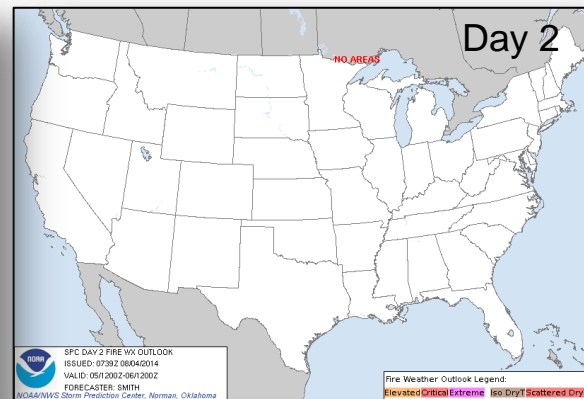 Day 2
NO AREAS
SPC DAY 2 FIRE WX OUTLOOK
ISSUED: 0739Z 08/04/2014
VALID: 05/1200Z-06/1200Z
FORECASTER: SMITH
NOAA/NWS Storm Prediction Center, Norman, Oklahoma
NOAA
Fire Weather Outlook Legend:
Elevated Critical Extreme Iso DryT Scattered Dry